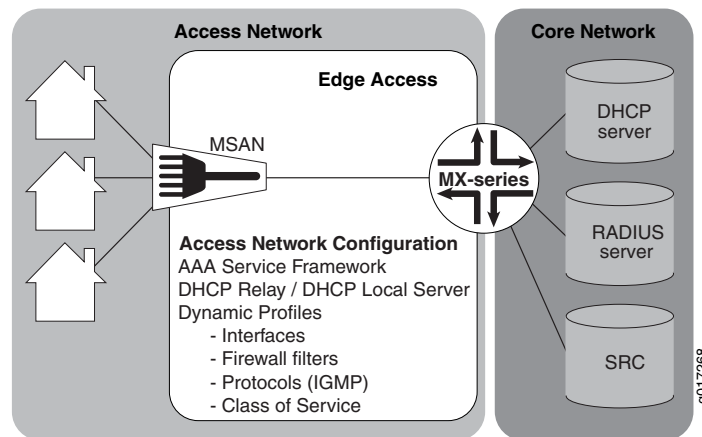 Access Network
Core Network
Edge Access
MSAN
MX-series
DHCP
server
RADIUS
server
SRC
Access Network Configuration
AAA Service Framework
DHCP Relay / DHCP Local Server
Dynamic Profiles
- Interfaces
- Firewall filters
- Protocols (IGMP)
- Class of Service
g017268